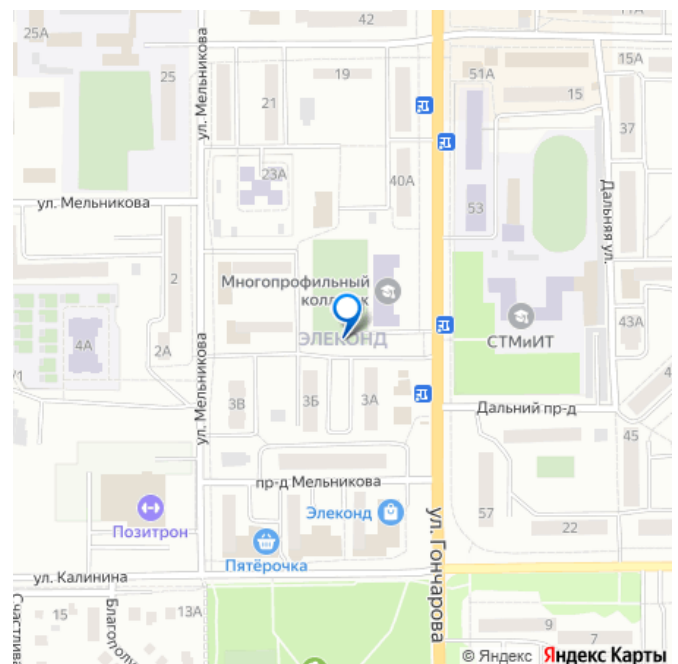 25А
42
25
ул. Мельникова
19
21
51А
15А
15
37
23А
40А
ул. Мельникова
53
Дальняя ул.
2
Многопрофильный
СТМиИТ
43А
4А
2А
ЭЛЕКОНД
ул. Мельникова
3В
3Б
3А
Дальний пр-д
45
пр-д Мельникова
Позитрон
Элеконд
57
22
Пятёрочка
ул. Гончарова
ул. Калинина
15
13А
9
7
© Яндекс Яндекс Карты